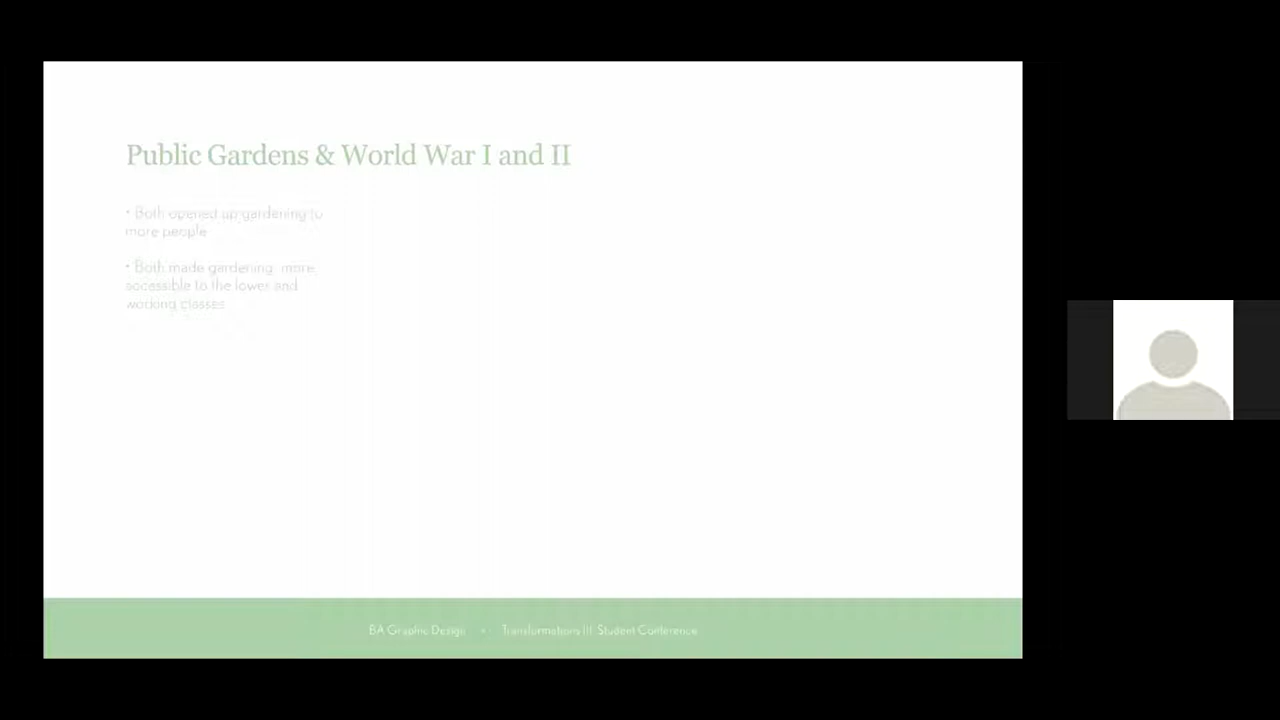 Public Gardens & World War I and II
• Both opened up gardening to
more people
• Both made gardening more
accessible to the lower and
working classes
BA Graphic Design • Transformations III: Student Conference